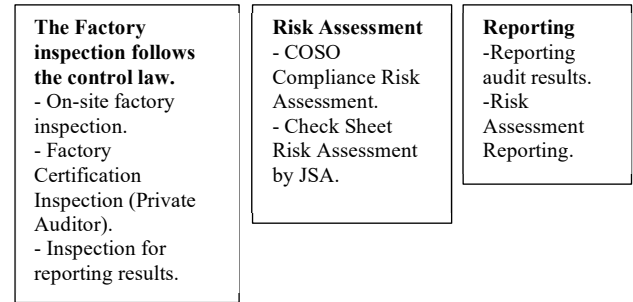 The Factory
inspection follows
the control law.
- On-site factory
inspection.
- Factory
Certification
Inspection (Private
Auditor).
- Inspection for
reporting results.
Risk Assessment
- COSO
Compliance Risk
Assessment.
- Check Sheet
Risk Assessment
by JSA.
Reporting
-Reporting
audit results.
-Risk
Assessment
Reporting.